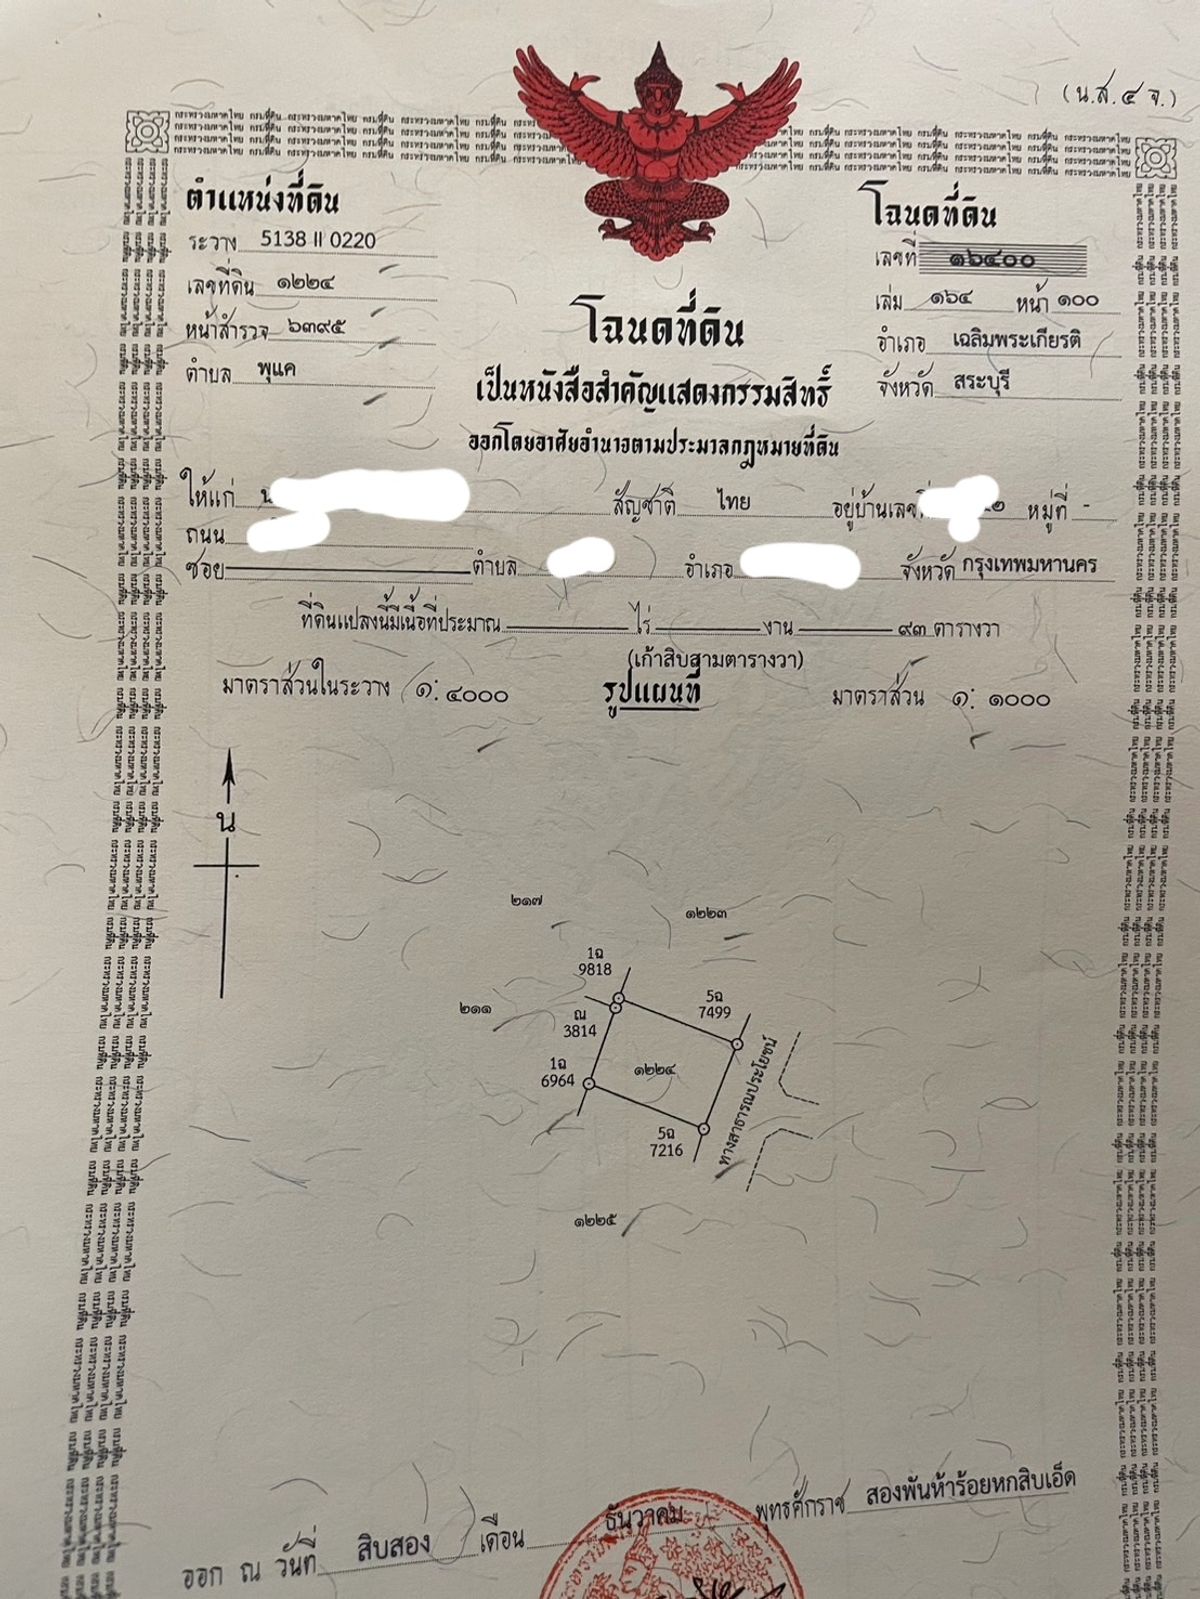 (น.ส.๔ จ.)
ตำแหน่งที่ดิน
ระวาง 5138 II 0220
เลขที่ดิน ๑๒๒๔
หน้าสำรวจ ๖๓๙๕
ตำบล พุแค
โฉนดที่ดิน
เลขที่ ๑๖๔๐๐
เล่ม ๑๖๔ หน้า ๑๐๐
อำเภอ เฉลิมพระเกียรติ
จังหวัด สระบุรี
โฉนดที่ดิน
เป็นหนังสือสำคัญแสดงกรรมสิทธิ์
ออกโดยอาศัยอำนาจตามประมวลกฎหมายที่ดิน
ให้แก่ สัญชาติ ไทย อยู่บ้านเลขที่ หมู่ที่ -
ถนน
ซอย ตำบล อำเภอ จังหวัด กรุงเทพมหานคร
ที่ดินแปลงนี้มีเนื้อที่ประมาณ ไร่ งาน ๙๓ ตารางวา
(เก้าสิบสามตารางวา)
มาตราส่วนในระวาง ๑:๔๐๐๐ รูปแผนที่ มาตราส่วน ๑:๑๐๐๐
น
๒๑๗ ๑๒๒๓
1ฉ
9818
5ฉ
7499
๒๑๑
ณ
3814
1ฉ
6964
๑๒๒๔
ทางสาธารณประโยชน์
5ฉ
7216
๑๒๒๕
ออก ณ วันที่ สิบสอง เดือน ธันวาคม พุทธศักราช สองพันห้าร้อยหกสิบเอ็ด